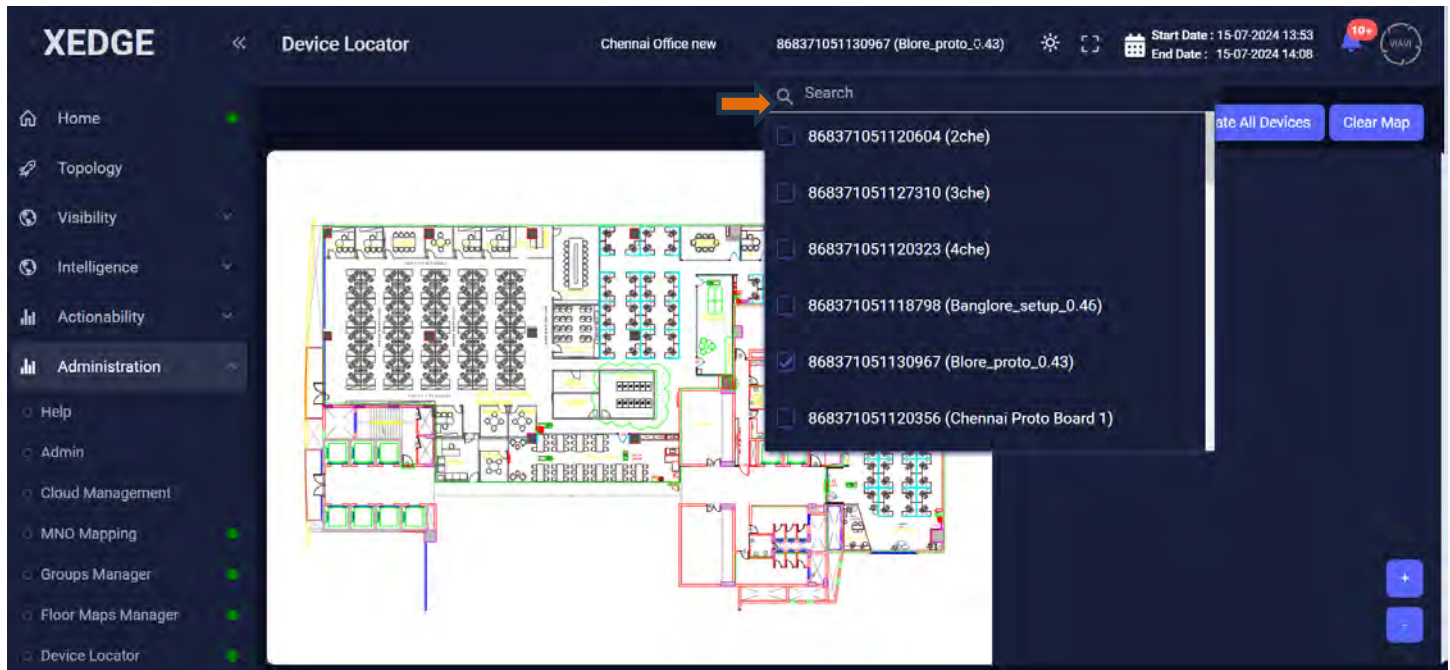 XEDGE
Device Locator
Chennai Office new
868371051130967 (Blore_proto_0.43)
Start Date : 15-07-2024 13:53
End Date : 15-07-2024 14:08
10+
VIAVI
Search
ate All Devices
Clear Map
868371051120604 (2che)
868371051127310 (3che)
868371051120323 (4che)
868371051118798 (Banglore_setup_0.46)
868371051130967 (Blore_proto_0.43)
868371051120356 (Chennai Proto Board 1)
Home
Topology
Visibility
Intelligence
Actionability
Administration
Help
Admin
Cloud Management
MNO Mapping
Groups Manager
Floor Maps Manager
Device Locator
+
-